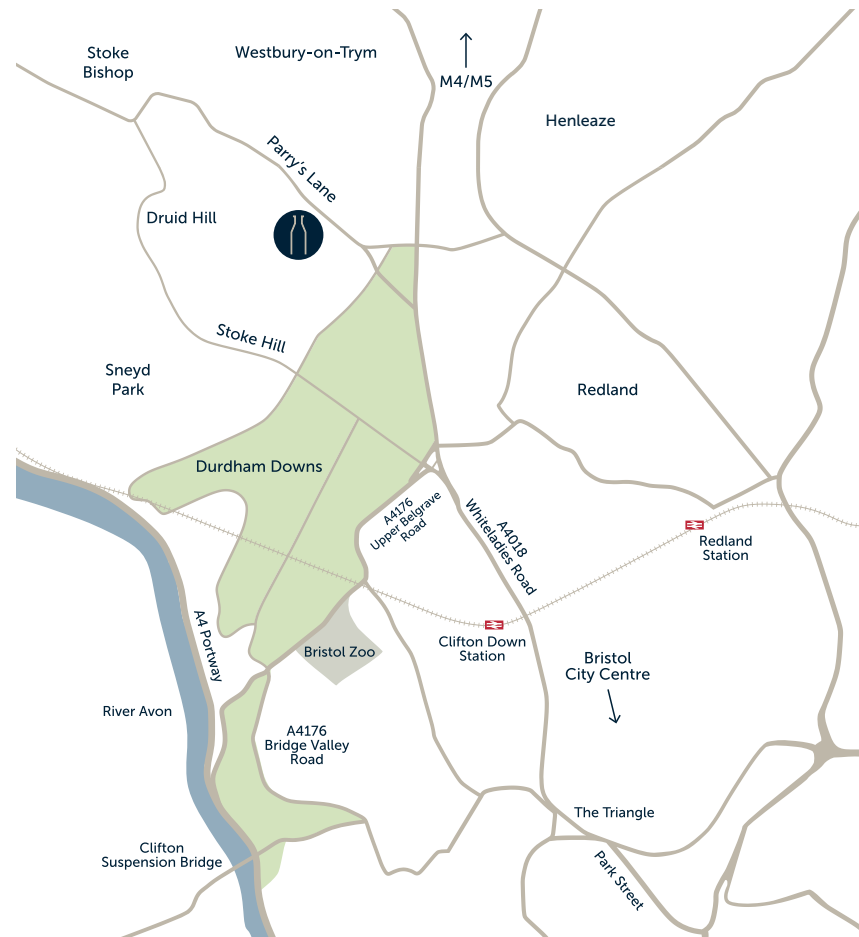 Stoke
Bishop
Westbury-on-Trym
M4/M5
Henleaze
Parry's Lane
Druid Hill
Stoke Hill
Sneyd
Park
Redland
Durdham Downs
A4176
Upper Belgrave
Road
A4018
Whiteladies Road
Redland
Station
A4 Portway
Clifton Down
Station
Bristol Zoo
Bristol
City Centre
River Avon
A4176
Bridge Valley
Road
The Triangle
Clifton
Suspension Bridge
Park Street